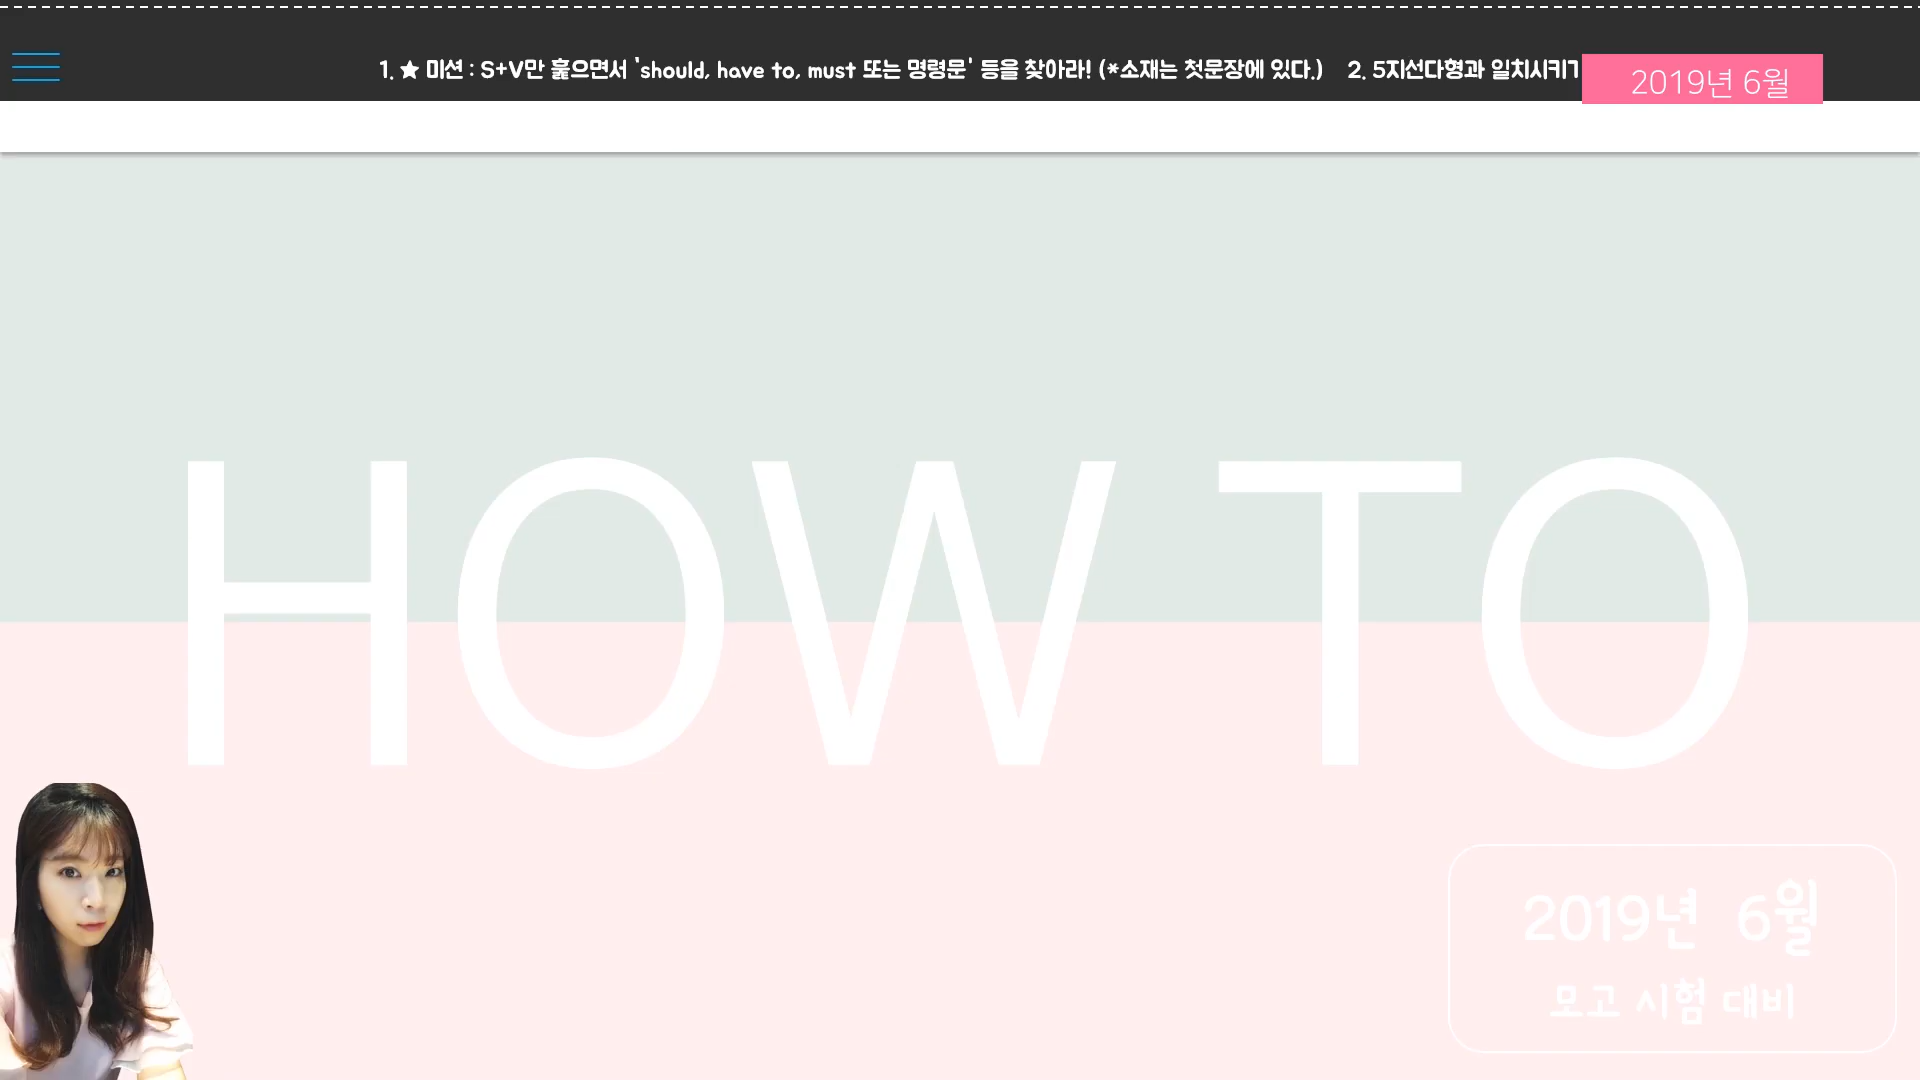 1. ★ 미션 : S+V만 훑으면서 'should, have to, must 또는 명령문' 등을 찾아라! (*소재는 첫문장에 있다.) 2. 5지선다형과 일치시키기
2019년 6월
HOW TO
2019년 6월
모고 시험 대비